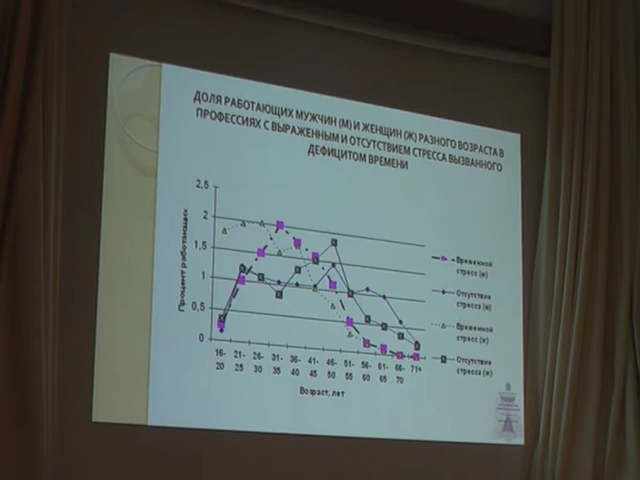 ДОЛЯ РАБОТАЮЩИХ МУЖЧИН (М) И ЖЕНЩИН (Ж) РАЗНОГО ВОЗРАСТА В
ПРОФЕССИЯХ С ВЫРАЖЕННЫМ И ОТСУТСТВИЕМ СТРЕССА ВЫЗВАННОГО
ДЕФИЦИТОМ ВРЕМЕНИ
Процент работающих
2,5
2
1,5
1
0,5
0
16-20
21-25
26-30
31-35
36-40
41-45
46-50
51-55
56-60
61-65
66-70
71+
Возраст, лет
Временной
стресс (м)
Отсутствие
стресса (м)
Временной
стресс (ж)
Отсутствие
стресса (ж)